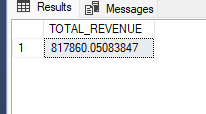 Results Messages
TOTAL_REVENUE
1 817860.05083847